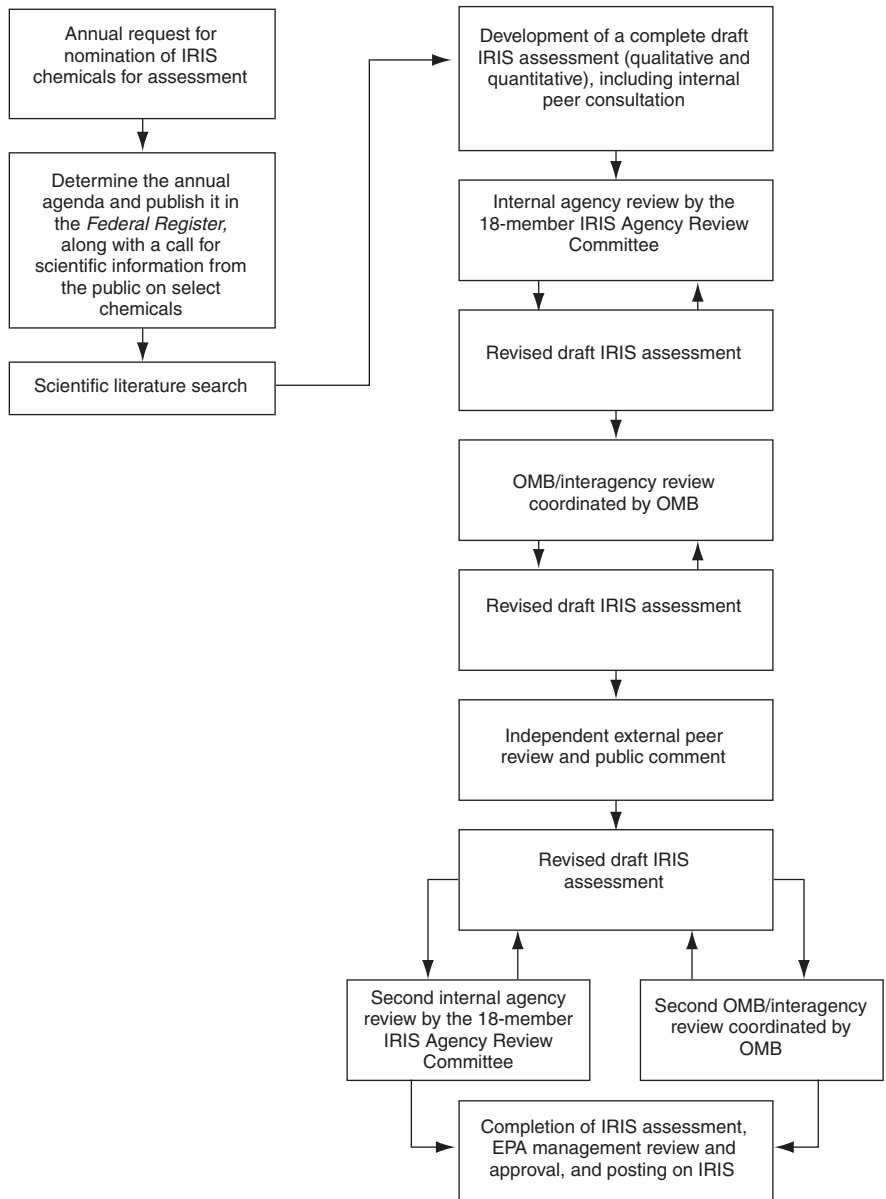 Annual request for
nomination of IRIS
chemicals for assessment
Determine the annual
agenda and publish it in
the Federal Register,
along with a call for
scientific information from
the public on select
chemicals
Scientific literature search
Development of a complete draft
IRIS assessment (qualitative and
quantitative), including internal
peer consultation
Internal agency review by the
18-member IRIS Agency Review
Committee
Revised draft IRIS assessment
OMB/interagency review
coordinated by OMB
Revised draft IRIS assessment
Independent external peer
review and public comment
Revised draft IRIS
assessment
Second internal agency
review by the 18-member
IRIS Agency Review
Committee
Second OMB/interagency
review coordinated by
OMB
Completion of IRIS assessment,
EPA management review and
approval, and posting on IRIS